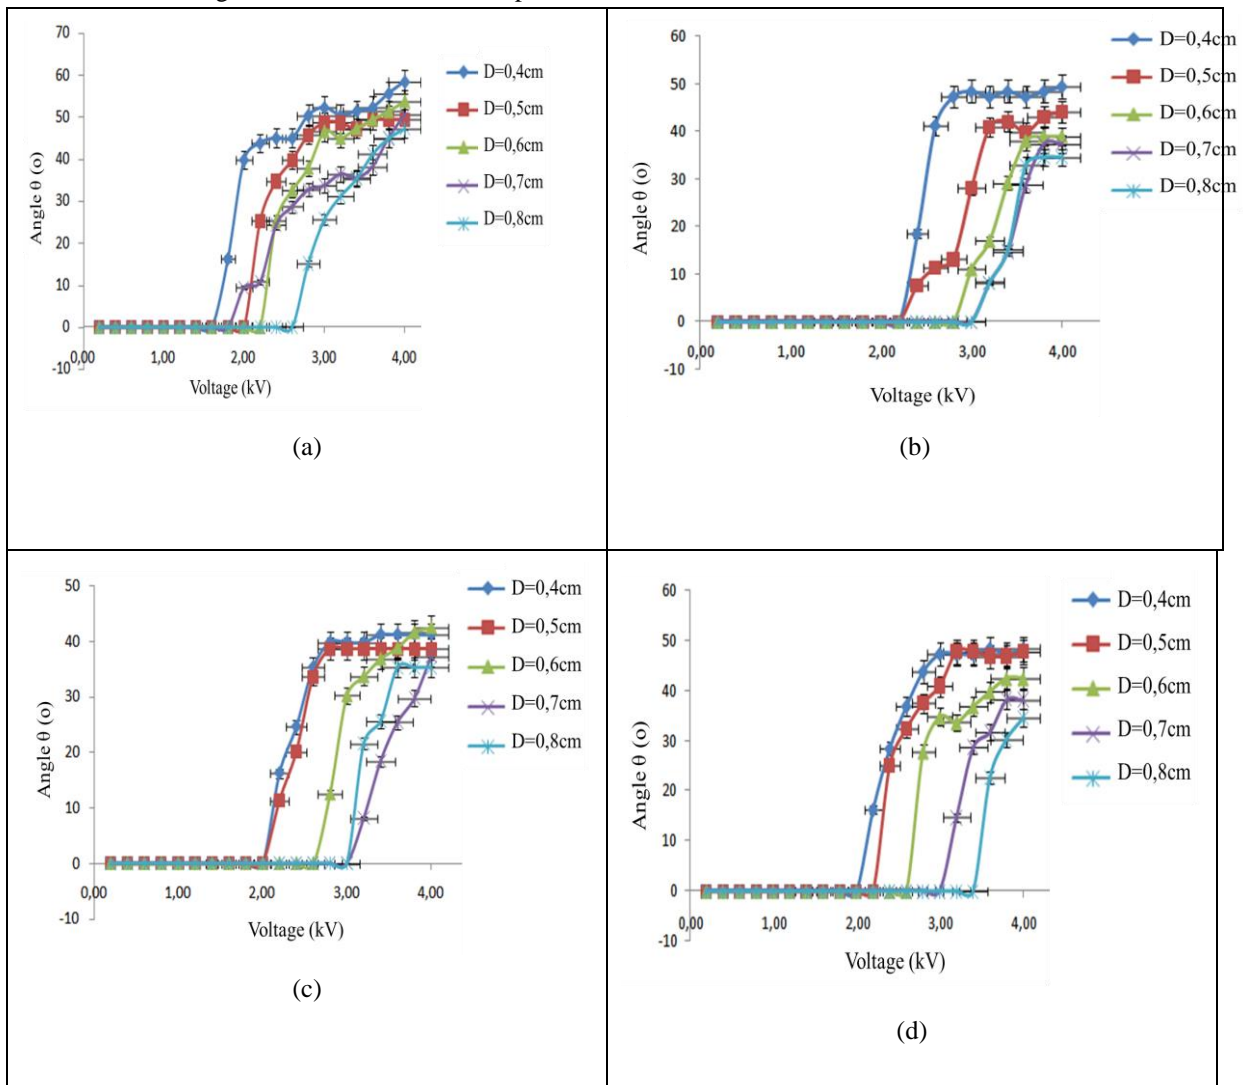 70
60
50
40
30
20
10
0
-10
0,00 1,00 2,00 3,00 4,00
Angle θ (o)
Voltage (kV)
D=0,4cm
D=0,5cm
D=0,6cm
D=0,7cm
D=0,8cm
(a)
60
50
40
30
20
10
0
-10
0,00 1,00 2,00 3,00 4,00
Angle θ (o)
Voltage (kV)
D=0,4cm
D=0,5cm
D=0,6cm
D=0,7cm
D=0,8cm
(b)
50
40
30
20
10
0
-10
0,00 1,00 2,00 3,00 4,00
Angle θ (o)
Voltage (kV)
D=0,4cm
D=0,5cm
D=0,6cm
D=0,7cm
D=0,8cm
(c)
60
50
40
30
20
10
0
-10
0,00 1,00 2,00 3,00 4,00
Angle θ (o)
Voltage (kV)
D=0,4cm
D=0,5cm
D=0,6cm
D=0,7cm
D=0,8cm
(d)